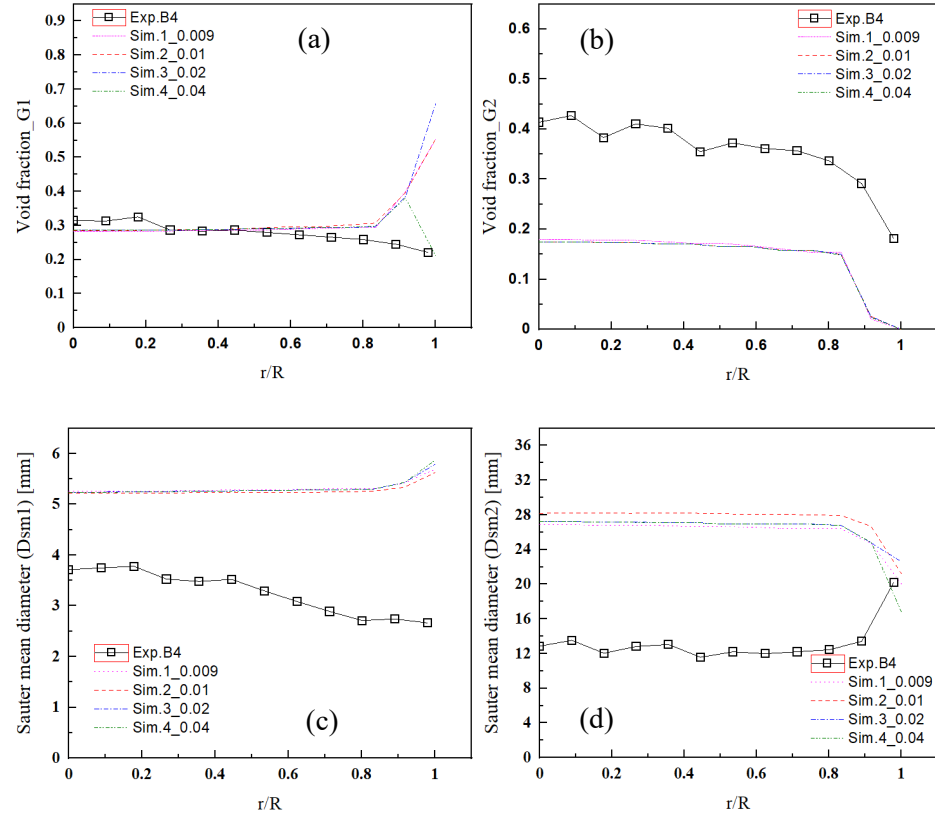 (a)
Exp.B4
Sim.1_0.009
Sim.2_0.01
Sim.3_0.02
Sim.4_0.04
Void fraction_G1
0.9
0.8
0.7
0.6
0.5
0.4
0.3
0.2
0.1
0
0 0.2 0.4 0.6 0.8 1
r/R
(b)
Exp.B4
Sim.1_0.009
Sim.2_0.01
Sim.3_0.02
Sim.4_0.04
Void fraction_G2
0.6
0.5
0.4
0.3
0.2
0.1
0
0 0.2 0.4 0.6 0.8 1
r/R
Sauter mean diameter (Dsm1) [mm]
6
5
4
3
2
1
0
Exp.B4
Sim.1_0.009
Sim.2_0.01
Sim.3_0.02
Sim.4_0.04
(c)
0 0.2 0.4 0.6 0.8 1
r/R
Sauter mean diameter (Dsm2) [mm]
36
32
28
24
20
16
12
8
4
0
Exp.B4
Sim.1_0.009
Sim.2_0.01
Sim.3_0.02
Sim.4_0.04
(d)
0 0.2 0.4 0.6 0.8 1
r/R